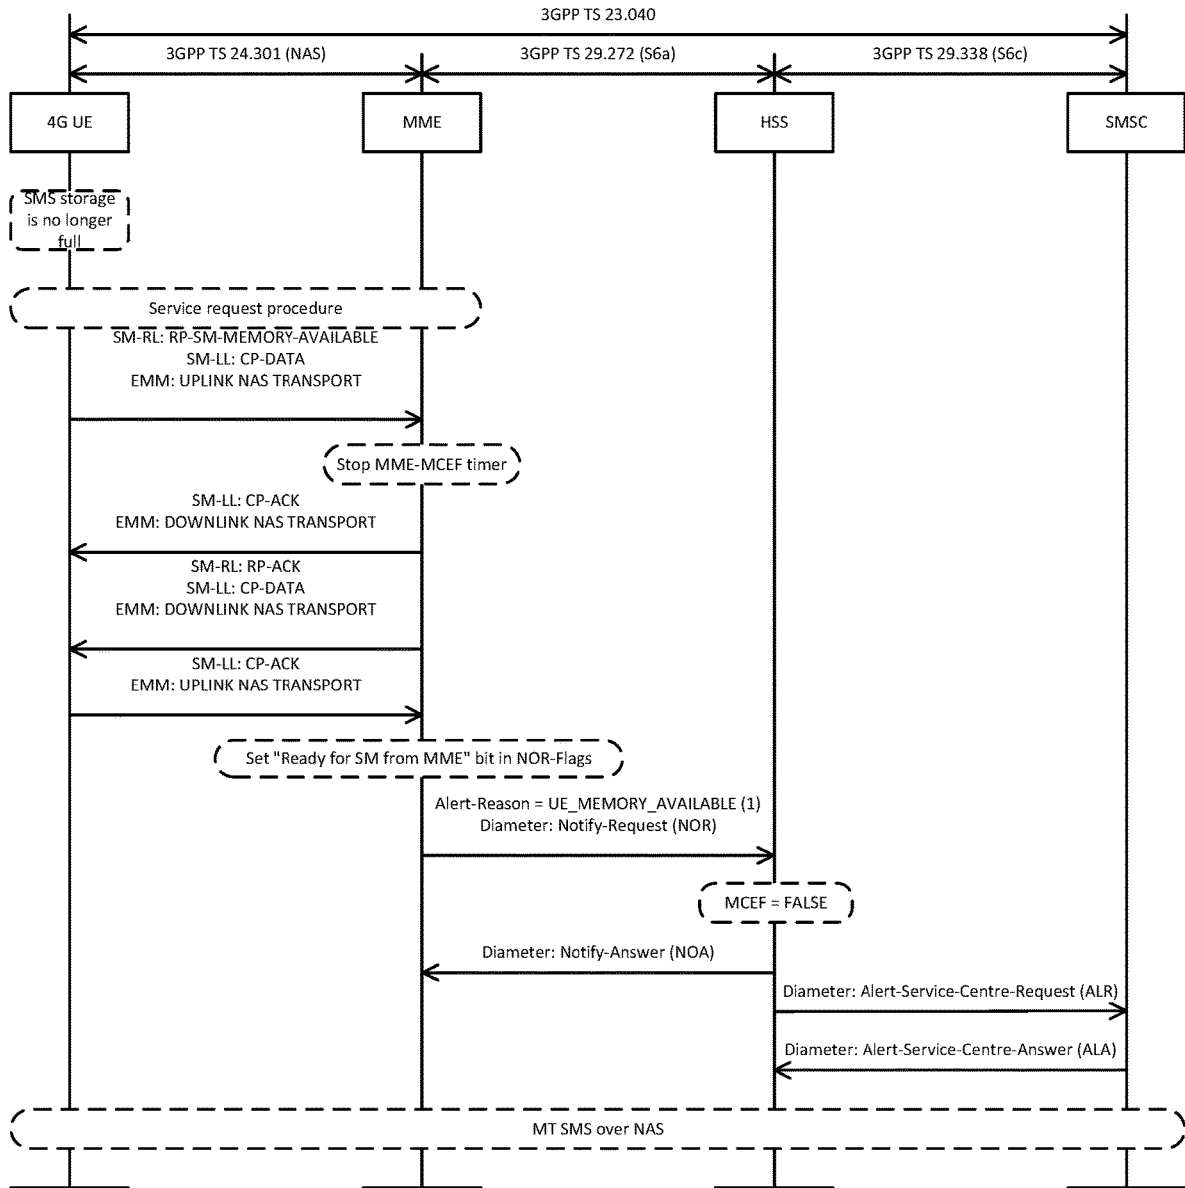 3GPP TS 23.040
3GPP TS 24.301 (NAS)
3GPP TS 29.272 (S6a)
3GPP TS 29.338 (S6c)
4G UE
MME
HSS
SMSC
SMS storage
is no longer
full
Service request procedure
SM-RL: RP-SM-MEMORY-AVAILABLE
SM-LL: CP-DATA
EMM: UPLINK NAS TRANSPORT
Stop MME-MCEF timer
SM-LL: CP-ACK
EMM: DOWNLINK NAS TRANSPORT
SM-RL: RP-ACK
SM-LL: CP-DATA
EMM: DOWNLINK NAS TRANSPORT
SM-LL: CP-ACK
EMM: UPLINK NAS TRANSPORT
Set "Ready for SM from MME" bit in NOR-Flags
Alert-Reason = UE_MEMORY_AVAILABLE (1)
Diameter: Notify-Request (NOR)
MCEF = FALSE
Diameter: Notify-Answer (NOA)
Diameter: Alert-Service-Centre-Request (ALR)
Diameter: Alert-Service-Centre-Answer (ALA)
MT SMS over NAS